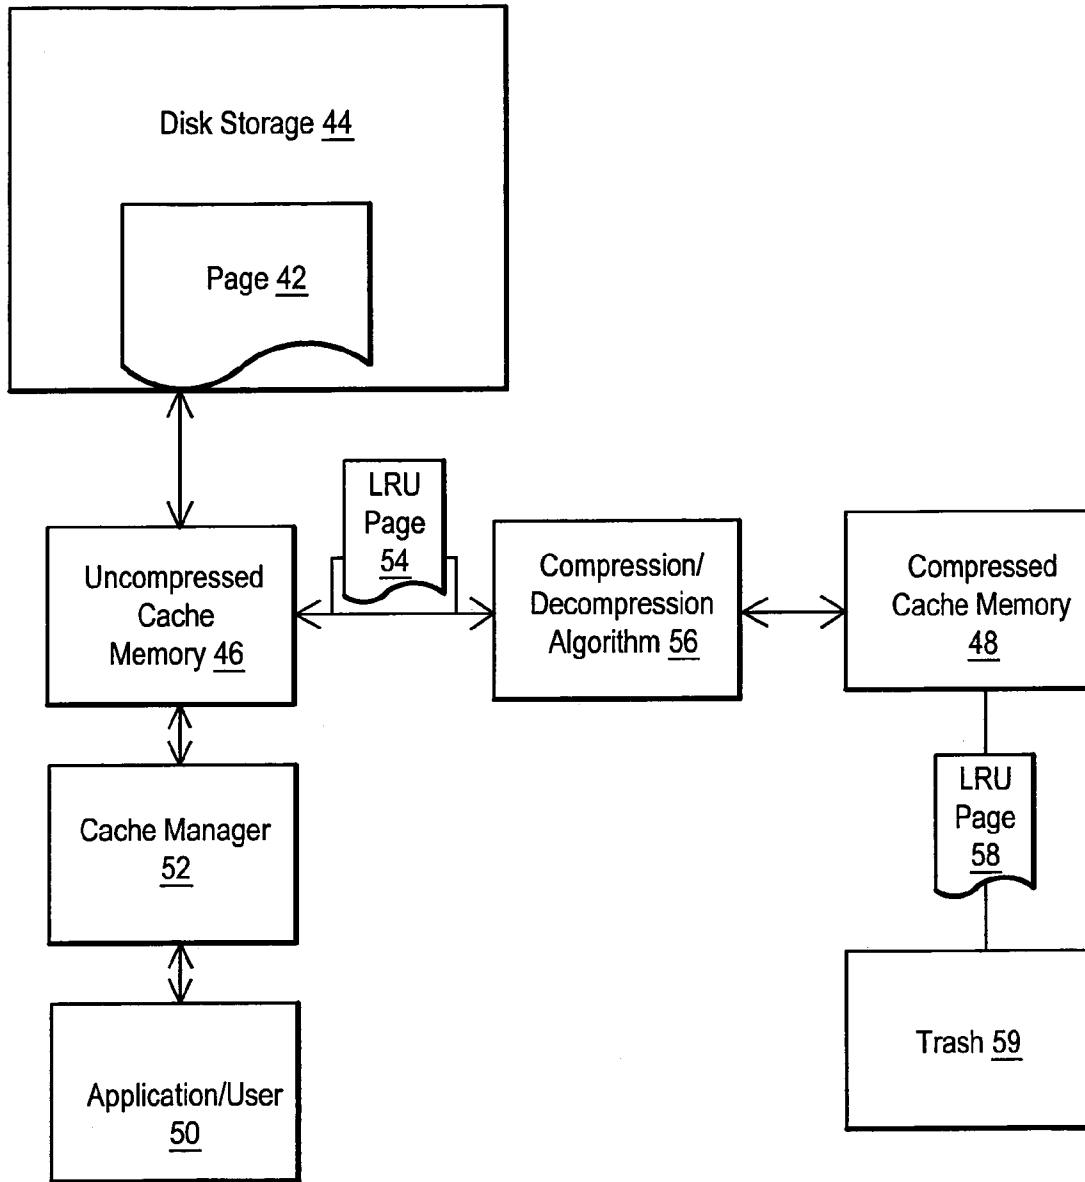 Disk Storage 44
Page 42
LRU
Page
54
Uncompressed
Cache
Memory 46
Compression/
Decompression
Algorithm 56
Compressed
Cache Memory
48
LRU
Page
58
Cache Manager
52
Trash 59
Application/User
50